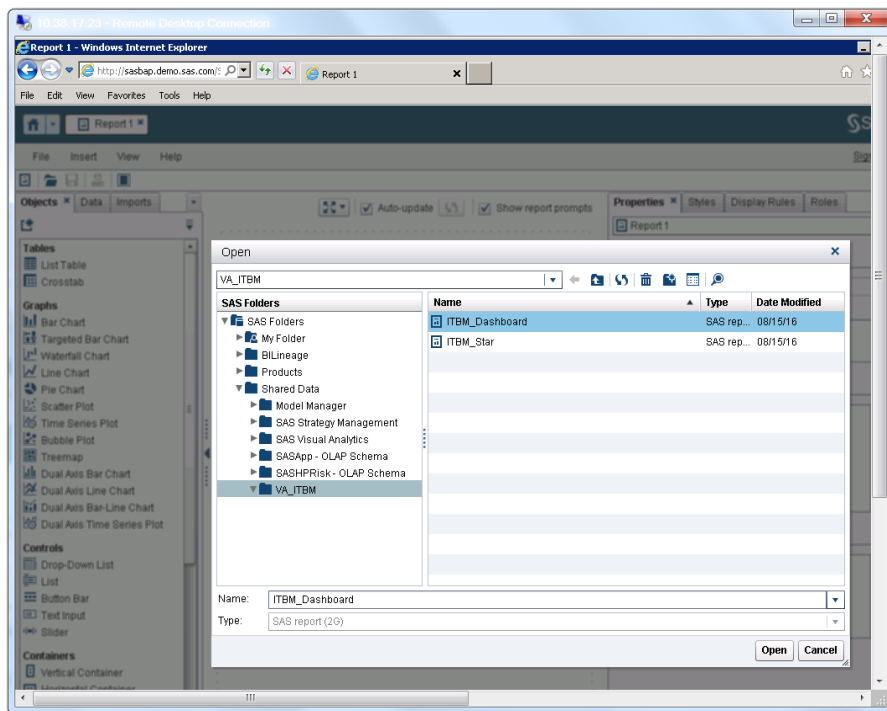 10.38.17.23 - Remote Desktop Connection
Report 1 - Windows Internet Explorer
http://sasbap.demo.sas.com/S
Report 1
File Edit View Favorites Tools Help
Report 1
File Insert View Help
Objects Data Imports
Auto-update Show report prompts
Properties Styles Display Rules Roles
Report 1
Tables
List Table
Crosstab
Graphs
Bar Chart
Targeted Bar Chart
Waterfall Chart
Line Chart
Pie Chart
Scatter Plot
Time Series Plot
Bubble Plot
Treemap
Dual Axis Bar Chart
Dual Axis Line Chart
Dual Axis Bar-Line Chart
Dual Axis Time Series Plot
Controls
Drop-Down List
List
Button Bar
Text Input
Slider
Containers
Vertical Container
Horizontal Container
Open
VA_ITBM
SAS Folders
SAS Folders
My Folder
BILineage
Products
Shared Data
Model Manager
SAS Strategy Management
SAS Visual Analytics
SASApp - OLAP Schema
SASHPRisk - OLAP Schema
VA_ITBM
Name Type Date Modified
ITBM_Dashboard SAS rep... 08/15/16
ITBM_Star SAS rep... 08/15/16
Name: ITBM_Dashboard
Type: SAS report (2G)
Open Cancel